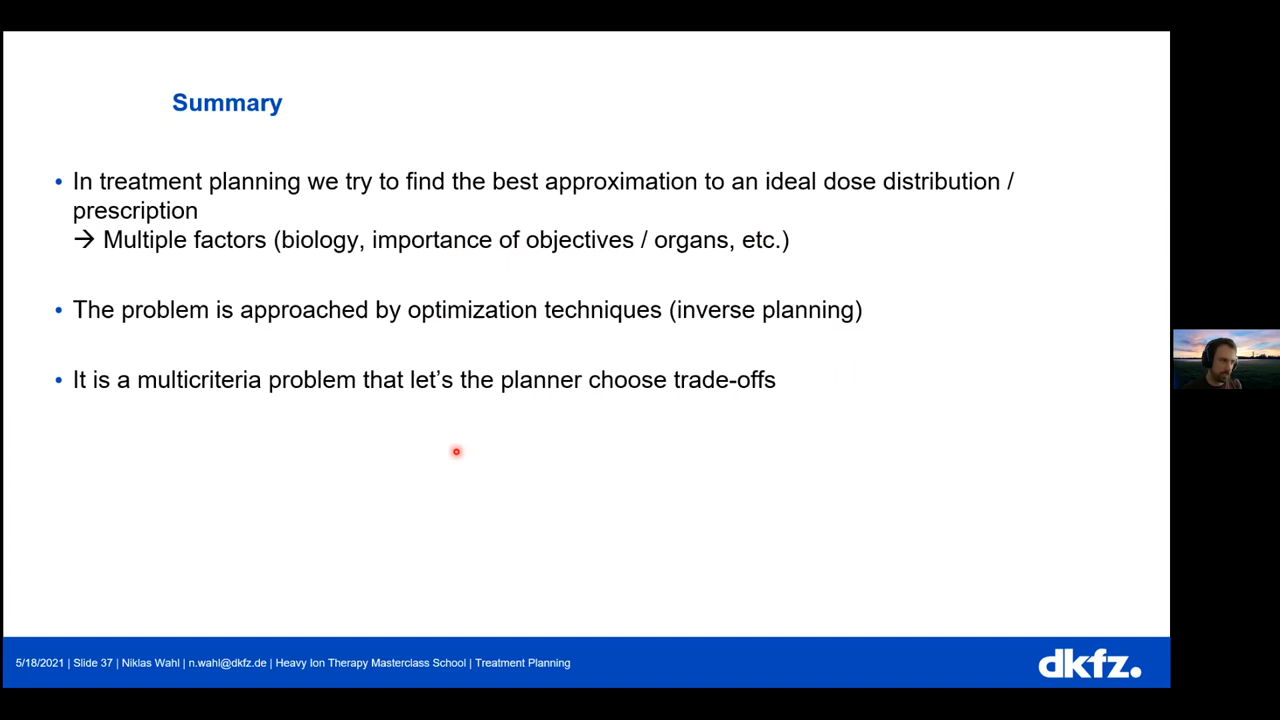 Summary
• In treatment planning we try to find the best approximation to an ideal dose distribution /
prescription
→ Multiple factors (biology, importance of objectives / organs, etc.)
• The problem is approached by optimization techniques (inverse planning)
• It is a multicriteria problem that let’s the planner choose trade-offs
5/18/2021 | Slide 37 | Niklas Wahl | n.wahl@dkfz.de | Heavy Ion Therapy Masterclass School | Treatment Planning
dkfz.